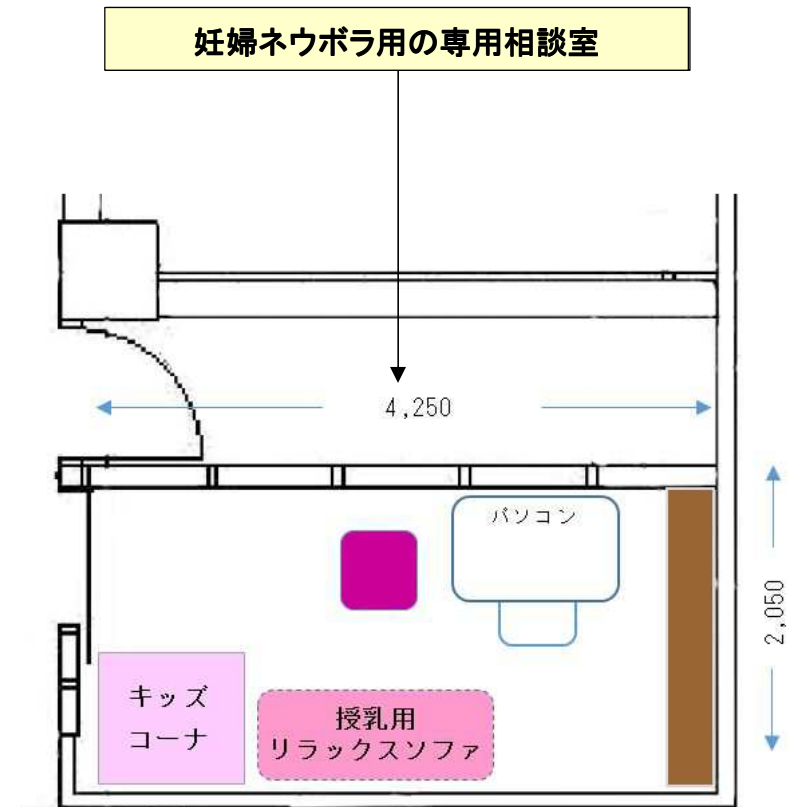 妊婦ネウボラ用の専用相談室
4,250
パソコン
2,050
キッズ
コーナ
授乳用
リラックスソファ